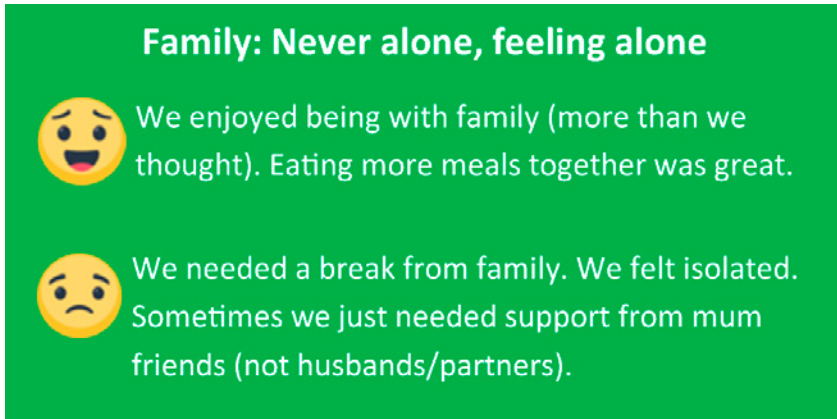 Family: Never alone, feeling alone
We enjoyed being with family (more than we
thought). Eating more meals together was great.
We needed a break from family. We felt isolated.
Sometimes we just needed support from mum
friends (not husbands/partners).